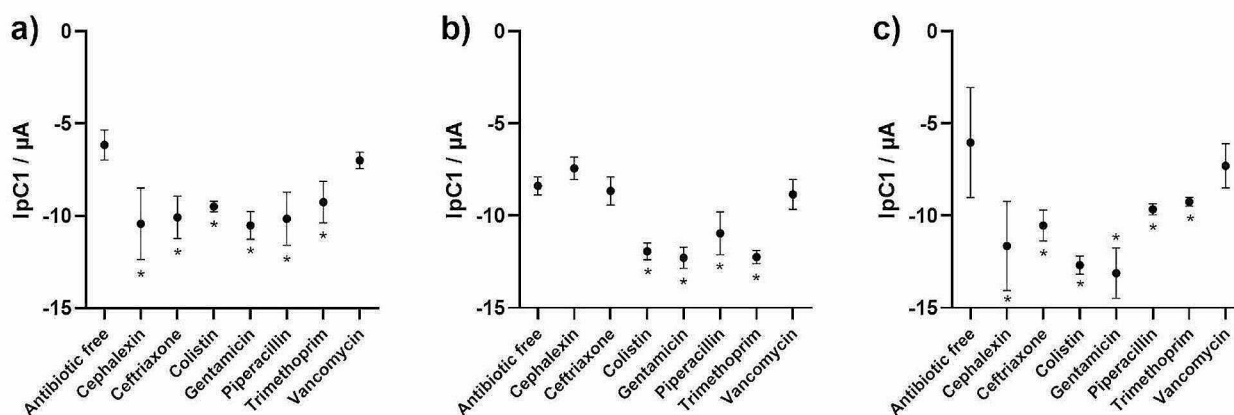 a)
IpC1 / µA
-0
-5
-10
-15
*
*
*
*
*
*
Antibiotic free
Cephalexin
Ceftriaxone
Colistin
Gentamicin
Piperacillin
Trimethoprim
Vancomycin
b)
IpC1 / µA
-0
-5
-10
-15
*
*
*
*
Antibiotic free
Cephalexin
Ceftriaxone
Colistin
Gentamicin
Piperacillin
Trimethoprim
Vancomycin
c)
IpC1 / µA
-0
-5
-10
-15
*
*
*
*
*
*
Antibiotic free
Cephalexin
Ceftriaxone
Colistin
Gentamicin
Piperacillin
Trimethoprim
Vancomycin